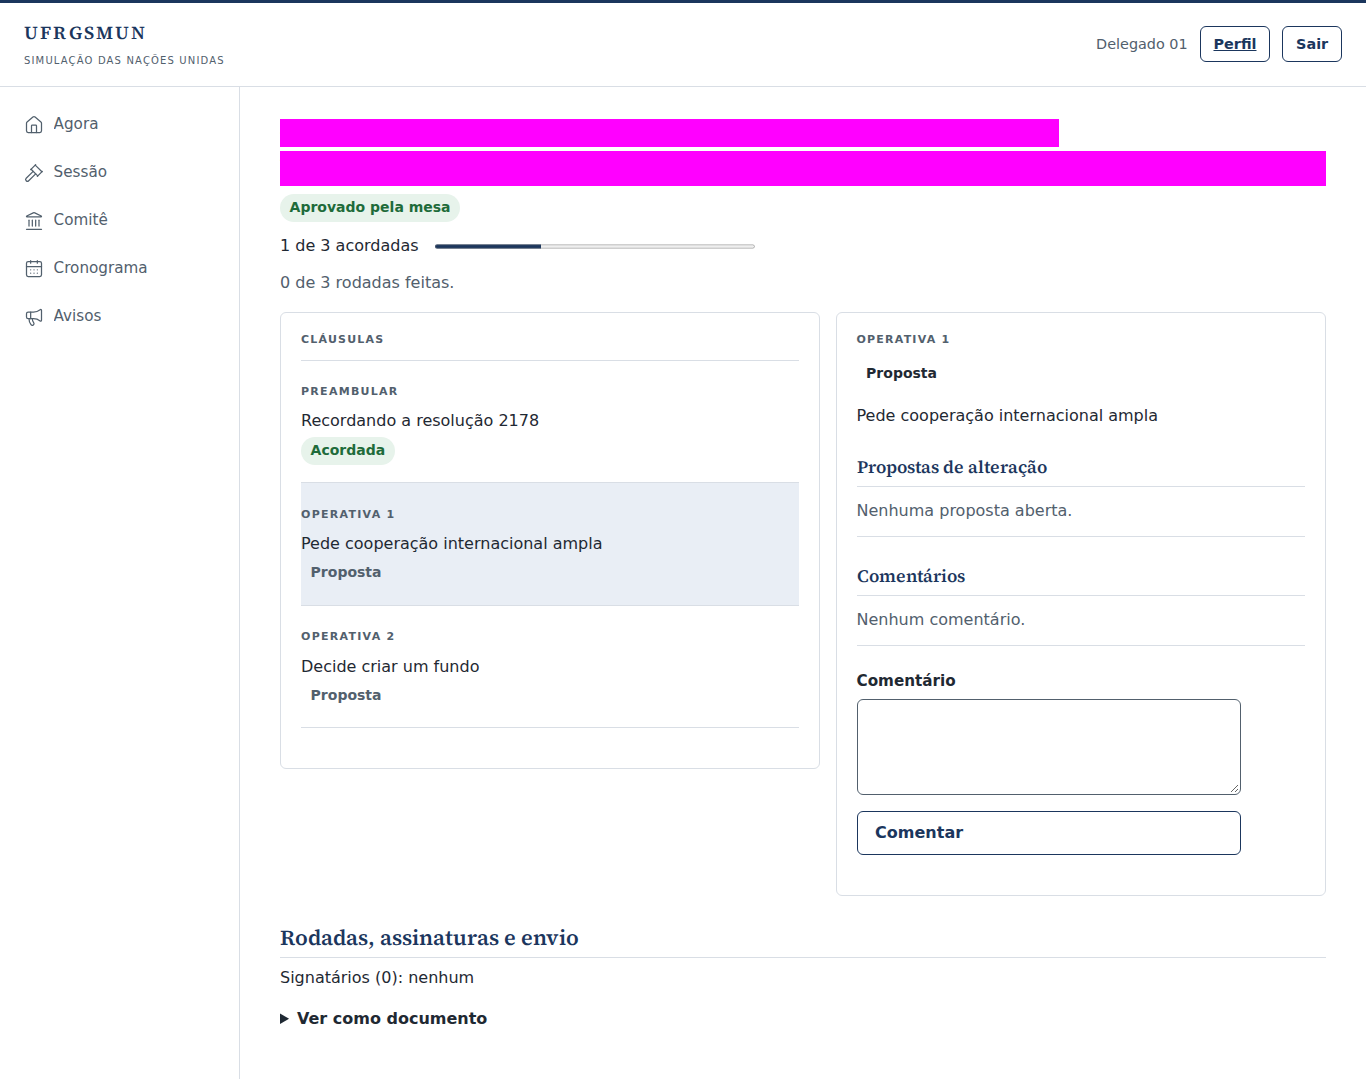 UFRGSMUN
SIMULAÇÃO DAS NAÇÕES UNIDAS
Delegado 01
Perfil
Sair
Agora
Sessão
Comitê
Cronograma
Avisos
Aprovado pela mesa
1 de 3 acordadas
0 de 3 rodadas feitas.
CLÁUSULAS
PREAMBULAR
Recordando a resolução 2178
Acordada
OPERATIVA 1
Pede cooperação internacional ampla
Proposta
OPERATIVA 2
Decide criar um fundo
Proposta
OPERATIVA 1
Proposta
Pede cooperação internacional ampla
Propostas de alteração
Nenhuma proposta aberta.
Comentários
Nenhum comentário.
Comentário
Comentar
Rodadas, assinaturas e envio
Signatários (0): nenhum
Ver como documento